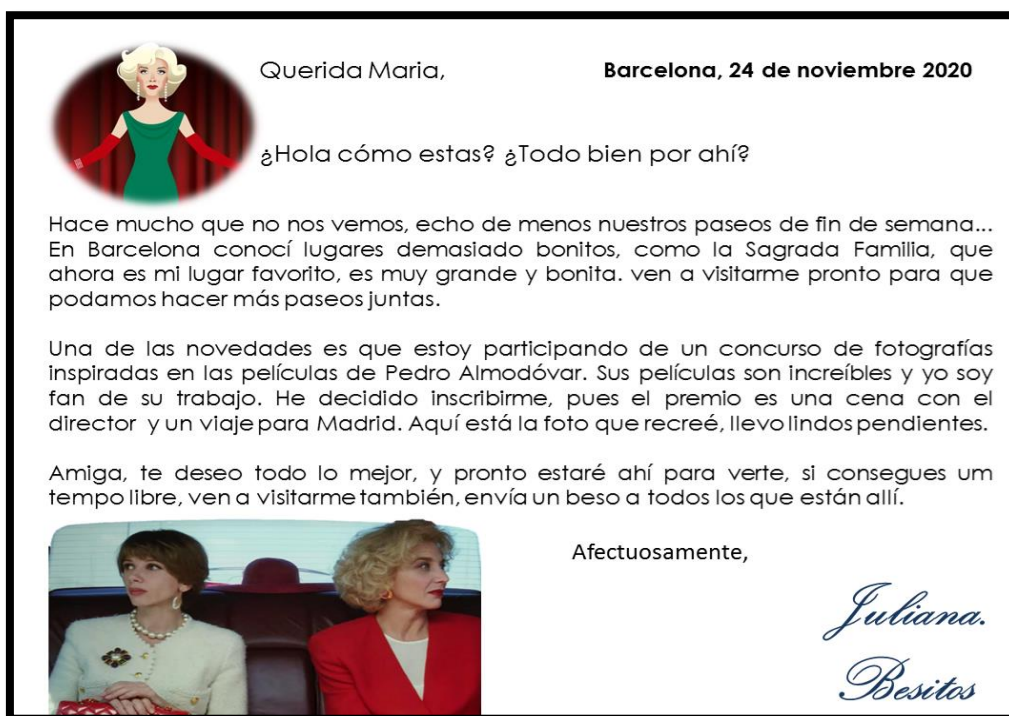 Querida Maria,
Barcelona, 24 de noviembre 2020
¿Hola cómo estas? ¿Todo bien por ahí?
Hace mucho que no nos vemos, echo de menos nuestros paseos de fin de semana...
En Barcelona conocí lugares demasiado bonitos, como la Sagrada Familia, que
ahora es mi lugar favorito, es muy grande y bonita. ven a visitarme pronto para que
podamos hacer más paseos juntas.
Una de las novedades es que estoy participando de un concurso de fotografías
inspiradas en las películas de Pedro Almodóvar. Sus películas son increíbles y yo soy
fan de su trabajo. He decidido inscribirme, pues el premio es una cena con el
director y un viaje para Madrid. Aquí está la foto que recreé, llevo lindos pendientes.
Amiga, te deseo todo lo mejor, y pronto estaré ahí para verte, si consegues um
tempo libre, ven a visitarme también, envía un beso a todos los que están allí.
Afectuosamente,
Juliana.
Besitos